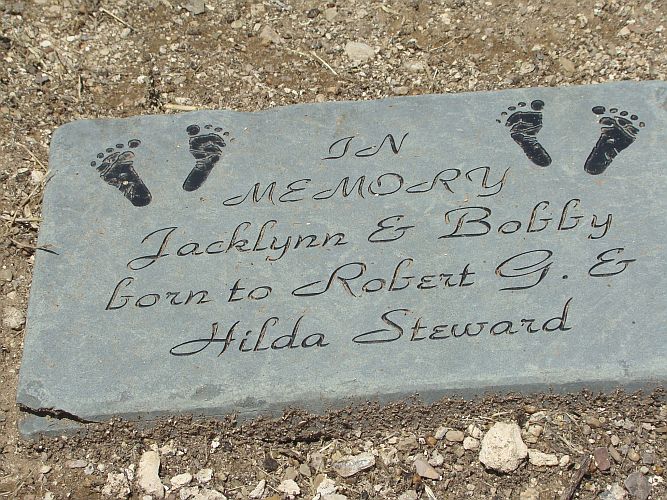 IN
MEMORY
Jacklynn & Bobby
born to Robert G. &
Hilda Steward